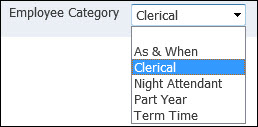 Employee Category Clerical
As & When
Clerical
Night Attendant
Part Year
Term Time